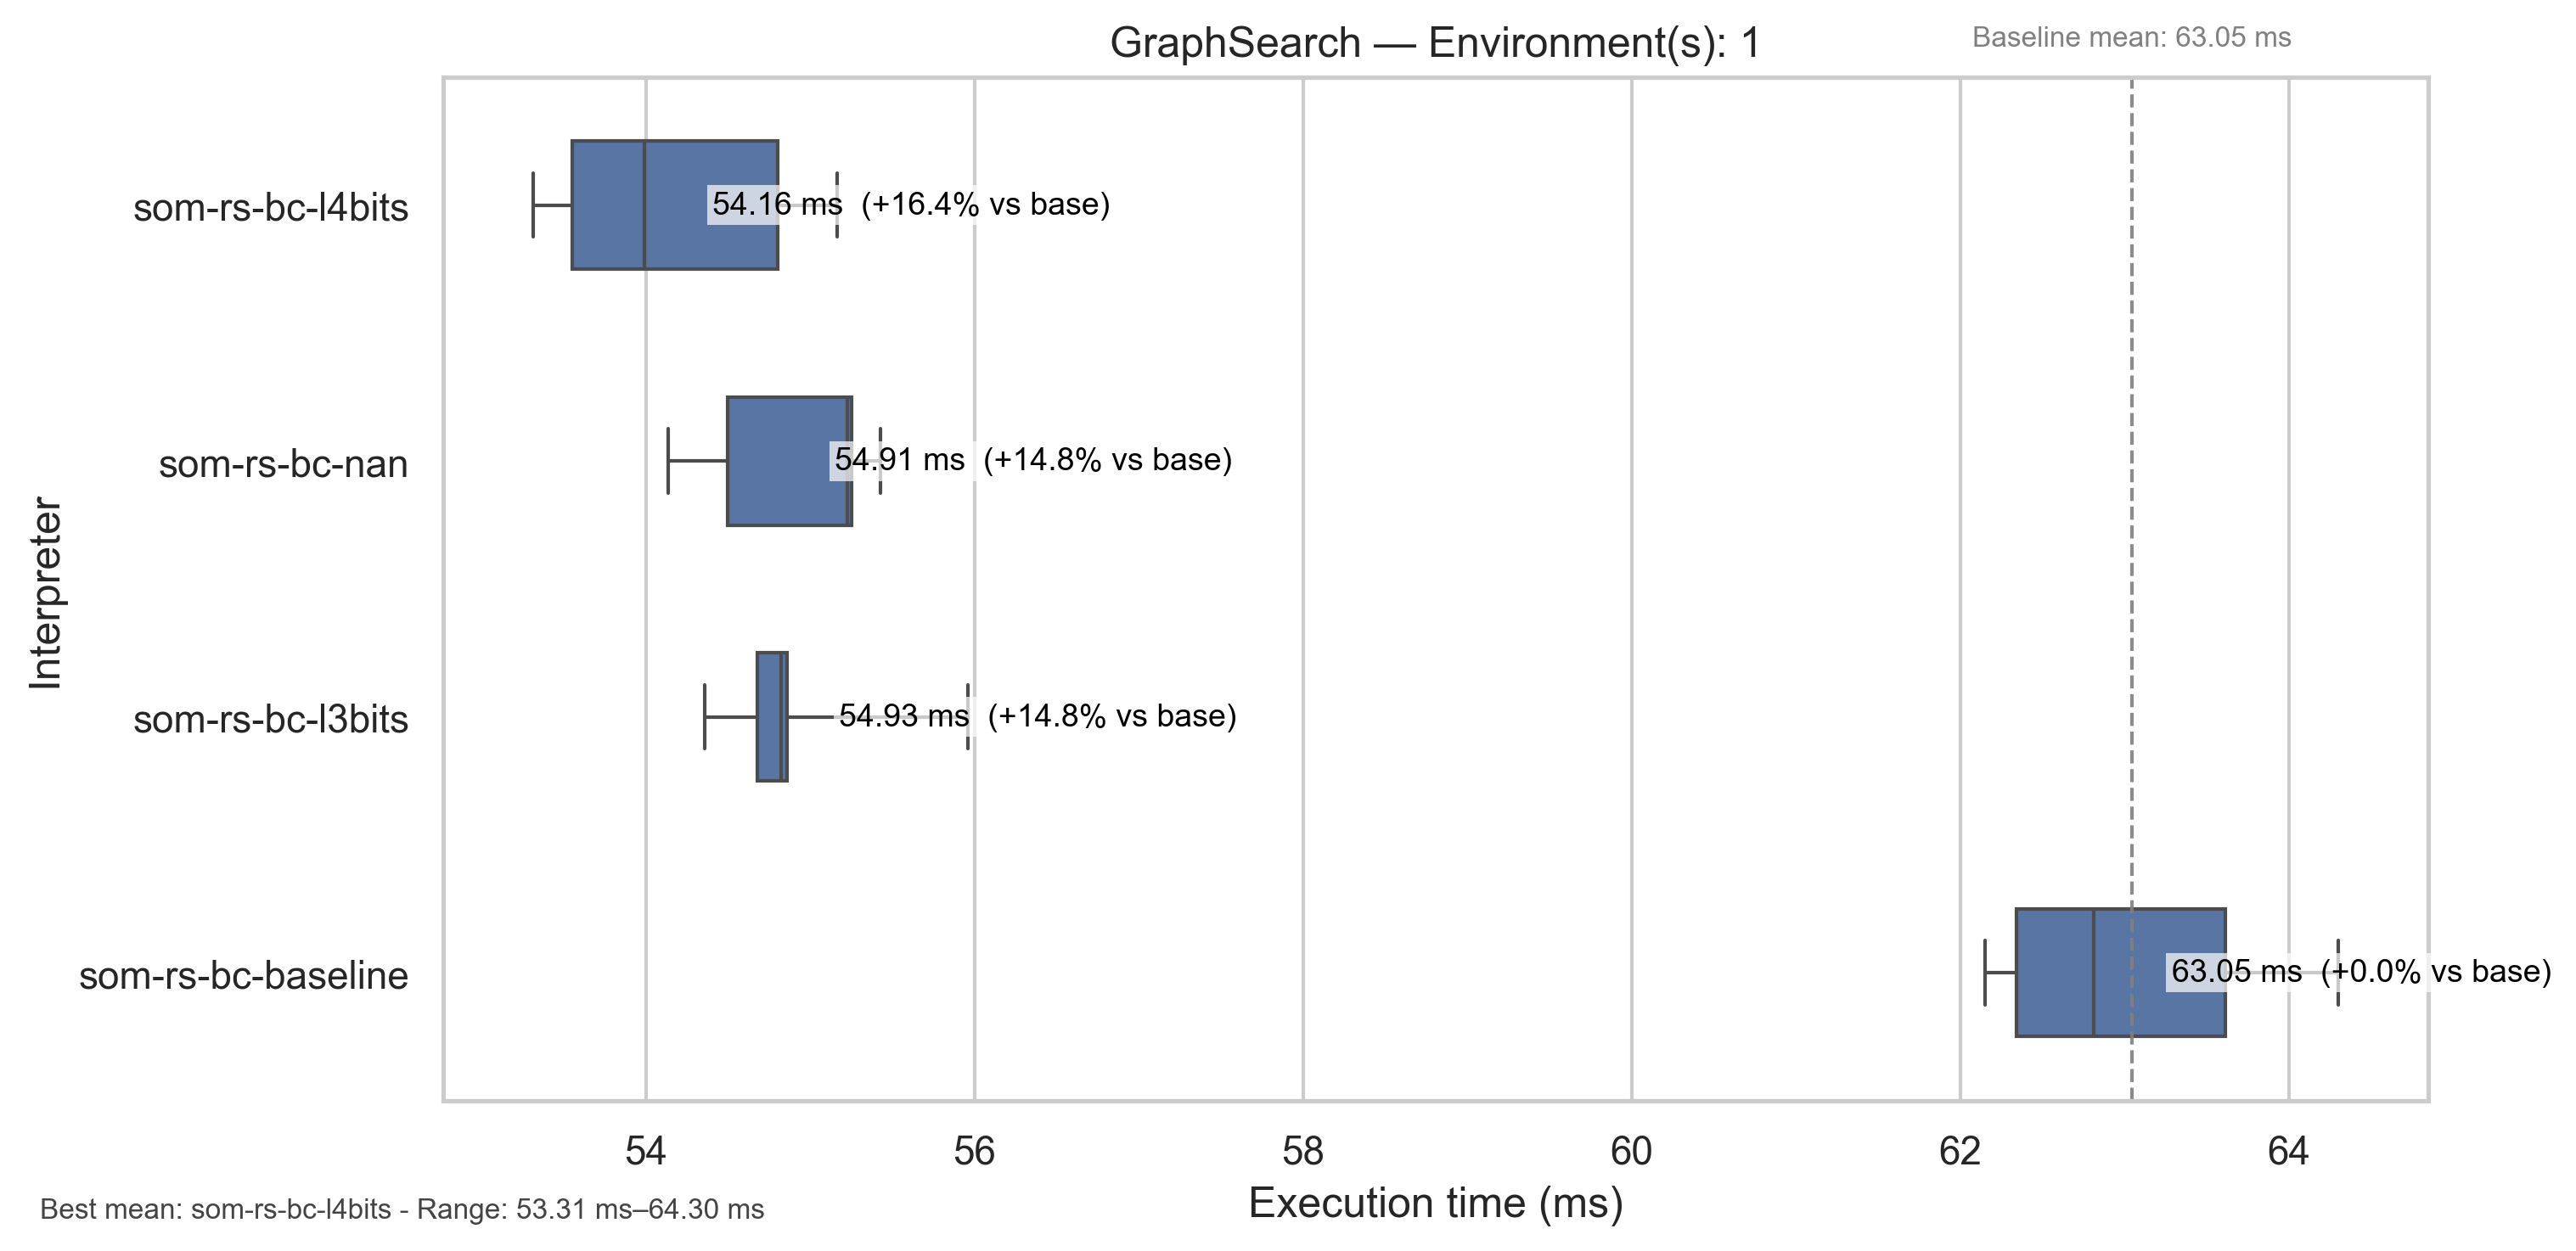 GraphSearch — Environment(s): 1
Baseline mean: 63.05 ms
Interpreter
som-rs-bc-l4bits
54.16 ms (+16.4% vs base)
som-rs-bc-nan
54.91 ms (+14.8% vs base)
som-rs-bc-l3bits
54.93 ms (+14.8% vs base)
som-rs-bc-baseline
63.05 ms (+0.0% vs base)
54 56 58 60 62 64
Execution time (ms)
Best mean: som-rs-bc-l4bits - Range: 53.31 ms–64.30 ms